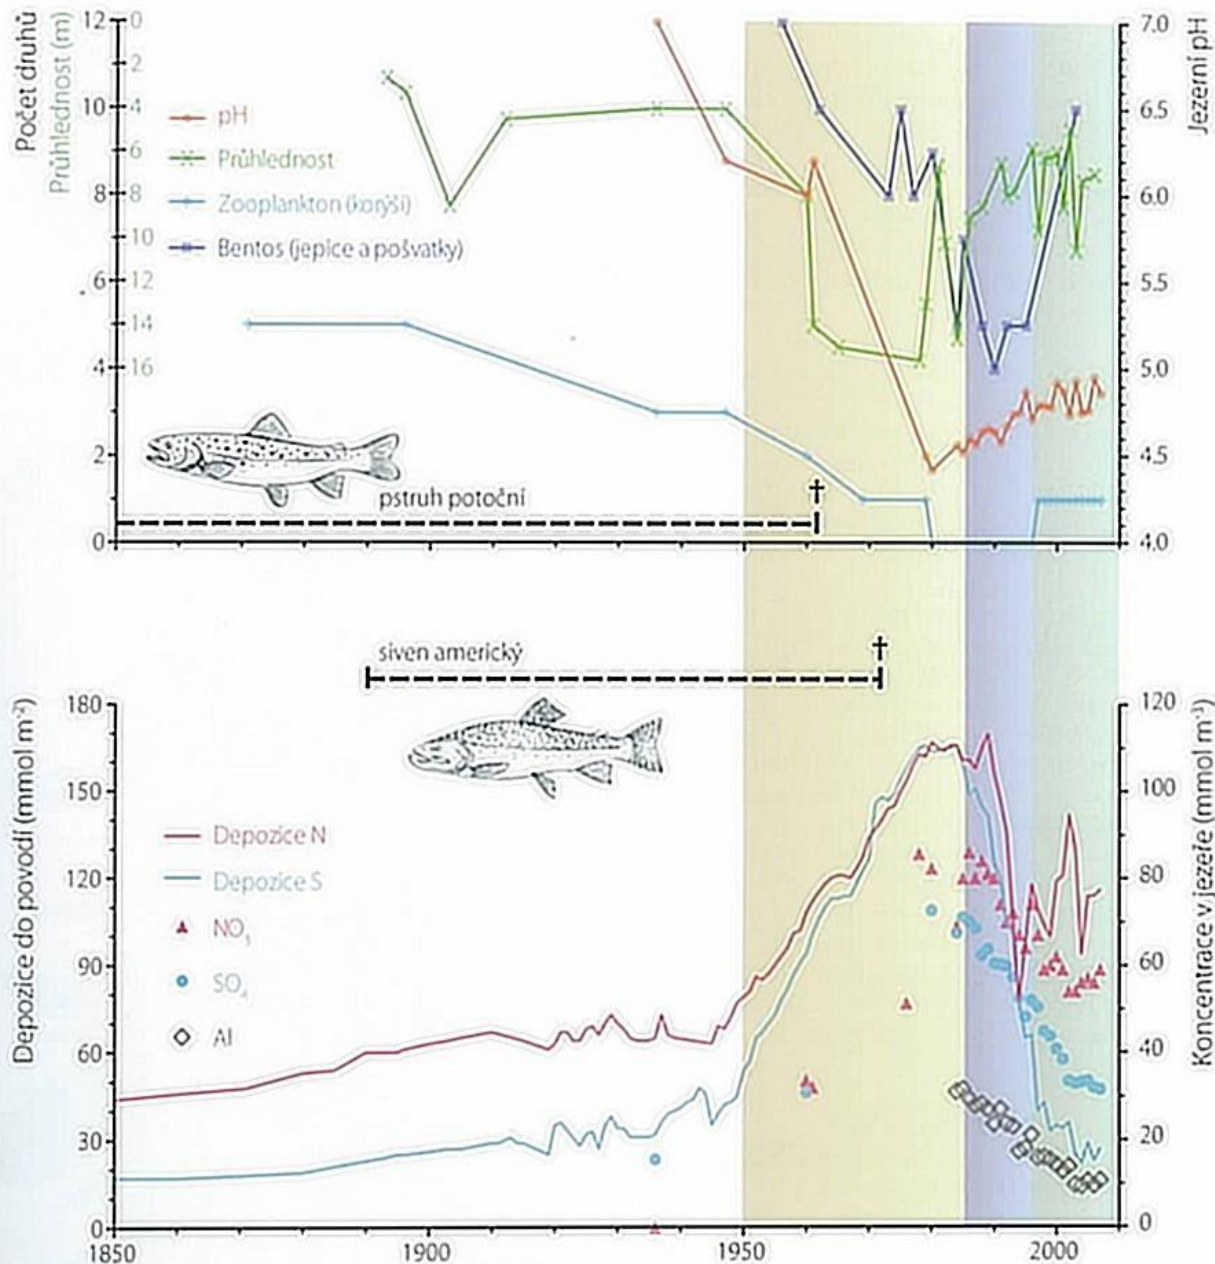 Počet druhů
Průhlednost (m)
12
10
8
6
4
2
0
0
2
4
6
8
10
12
14
16
pH
Průhlednost
Zooplankton (korýši)
Bentos (jepice a pošvatky)
pstruh potoční
†
7.0
6.5
6.0
5.5
5.0
4.5
4.0
Jezerní pH
siven americký
†
Depozice do povodí (mmol m⁻²)
180
150
120
90
60
30
0
Depozice N
Depozice S
NO₃
SO₄
Al
120
100
80
60
40
20
0
Koncentrace v jezeře (mmol m⁻³)
1850
1900
1950
2000